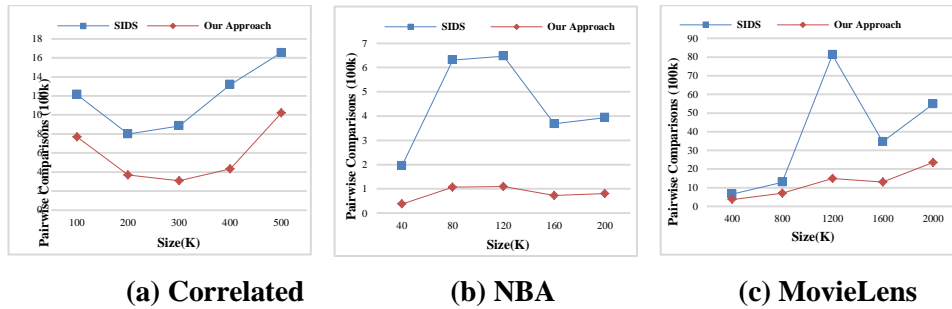 SIDS Our Approach
Pairwise Comparisons (100k)
18
16
14
12
10
8
6
4
2
0
100 200 300 400 500
Size(K)
(a) Correlated
SIDS Our Approach
Pairwise Comparisons (100k)
7
6
5
4
3
2
1
0
40 80 120 160 200
Size(K)
(b) NBA
SIDS Our Approach
Pairwise Comparisons (100k)
90
80
70
60
50
40
30
20
10
0
400 800 1200 1600 2000
Size(K)
(c) MovieLens